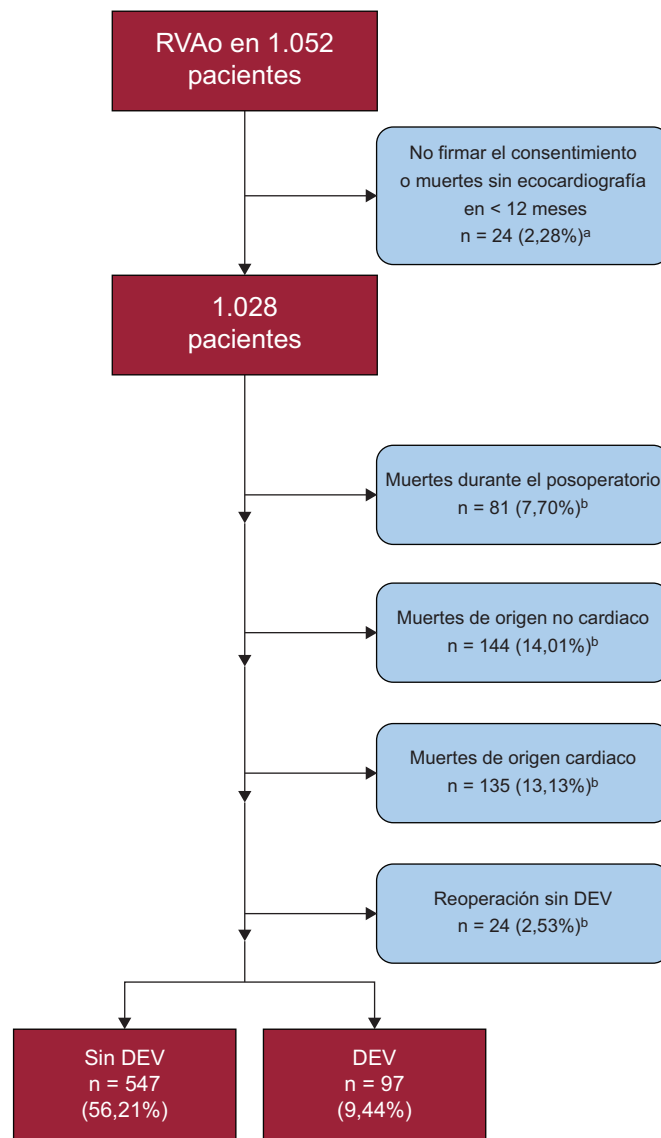 RVAo en 1.052
pacientes
No firmar el consentimiento
o muertes sin ecocardiografía
en < 12 meses
n = 24 (2,28%)ᵃ
1.028
pacientes
Muertes durante el posoperatorio
n = 81 (7,70%)ᵇ
Muertes de origen no cardiaco
n = 144 (14,01%)ᵇ
Muertes de origen cardiaco
n = 135 (13,13%)ᵇ
Reoperación sin DEV
n = 24 (2,53%)ᵇ
Sin DEV
n = 547
(56,21%)
DEV
n = 97
(9,44%)